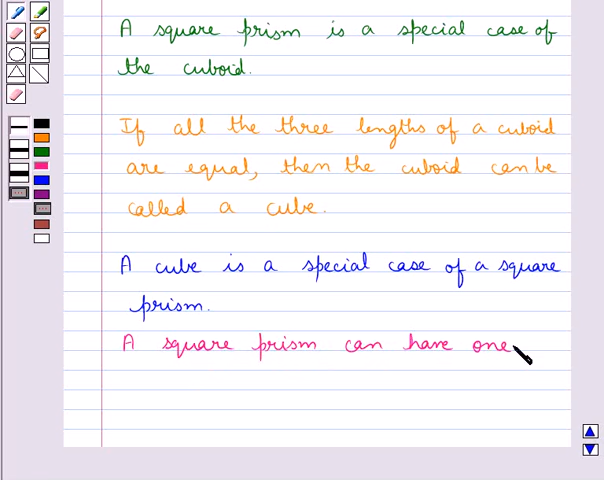 A square prism is a special case of
the cuboid.
If all the three lengths of a cuboid
are equal, then the cuboid can be
called a cube.
A cube is a special case of a square
prism.
A square prism can have one